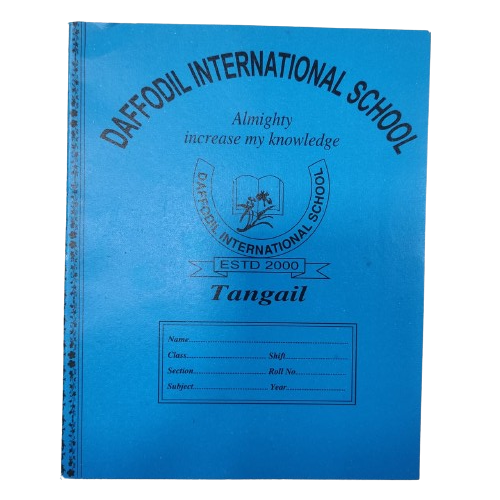 DAFFODIL INTERNATIONAL SCHOOL
Almighty
increase my knowledge
DAFFODIL INTERNATIONAL SCHOOL
ESTD 2000
Tangail
Name
Class Shift
Section Roll No.
Subject Year